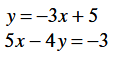 y = −3x + 5
5x − 4y = −3